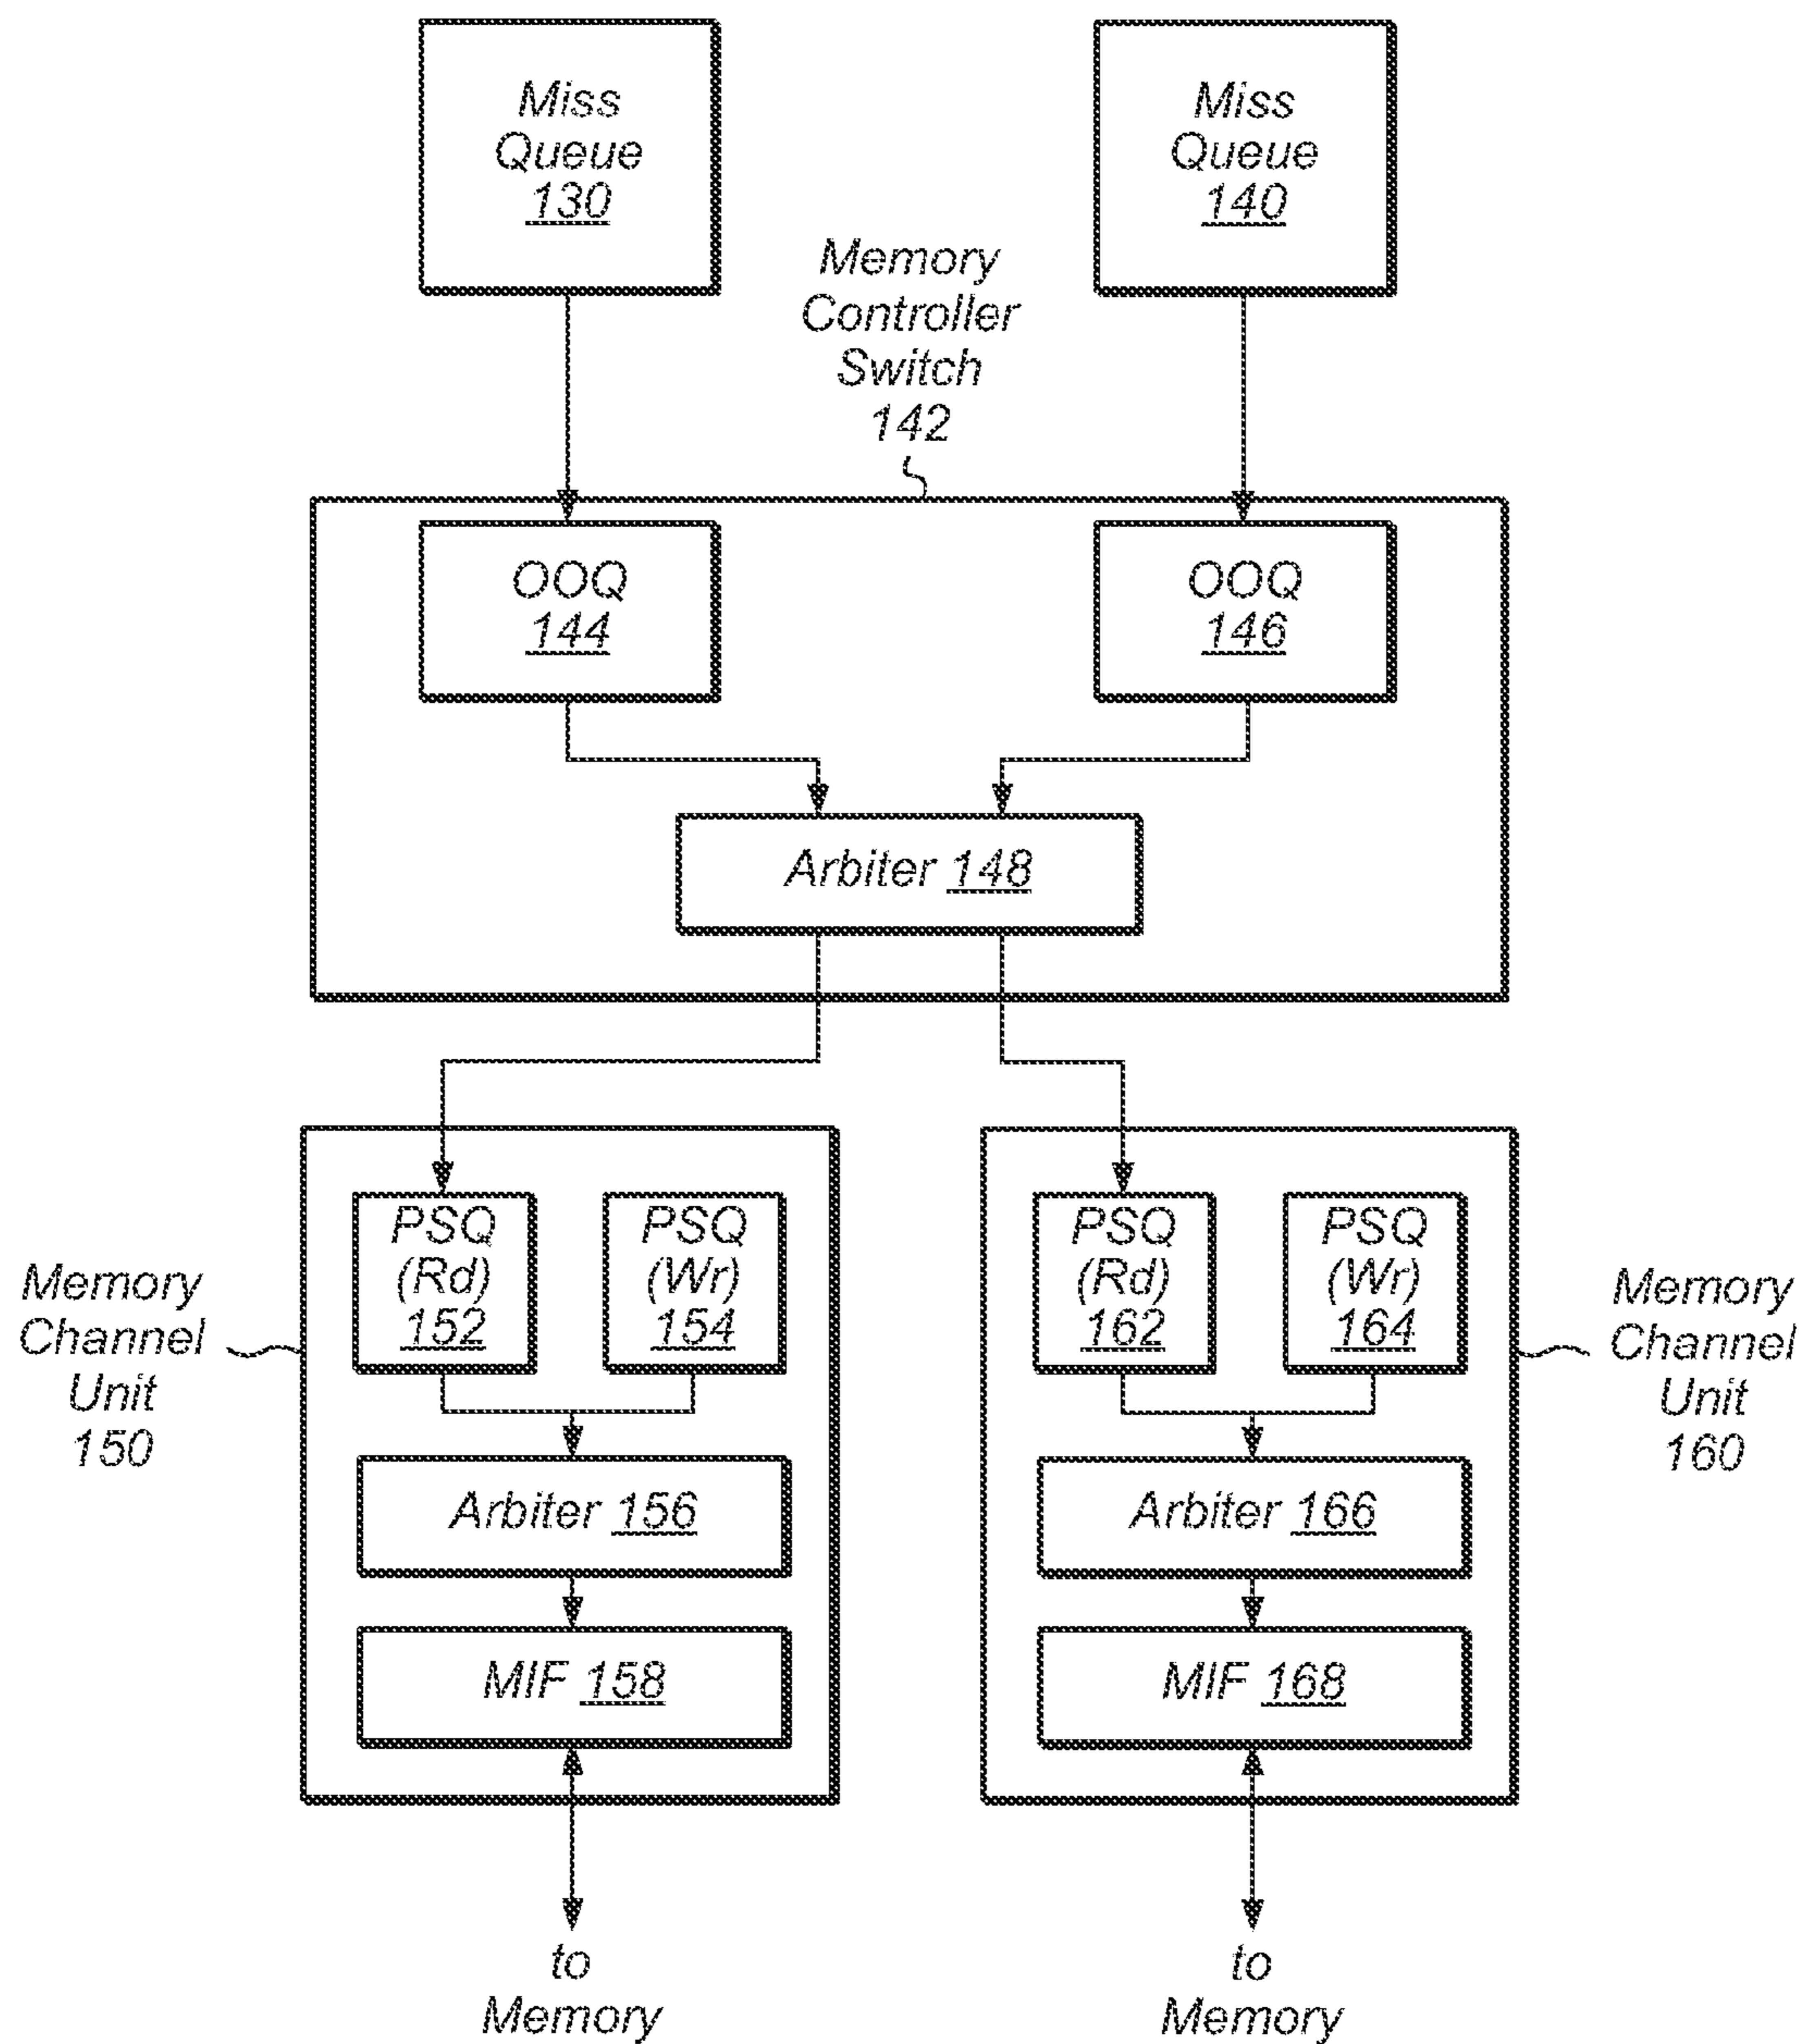 Miss
Queue
130
Miss
Queue
140
Memory
Controller
Switch
142
OOQ
144
OOQ
146
Arbiter 148
Memory
Channel
Unit
150
PSQ
(Rd)
152
PSQ
(Wr)
154
Arbiter 156
MIF 158
to
Memory
PSQ
(Rd)
162
PSQ
(Wr)
164
Arbiter 166
MIF 168
to
Memory
Memory
Channel
Unit
160